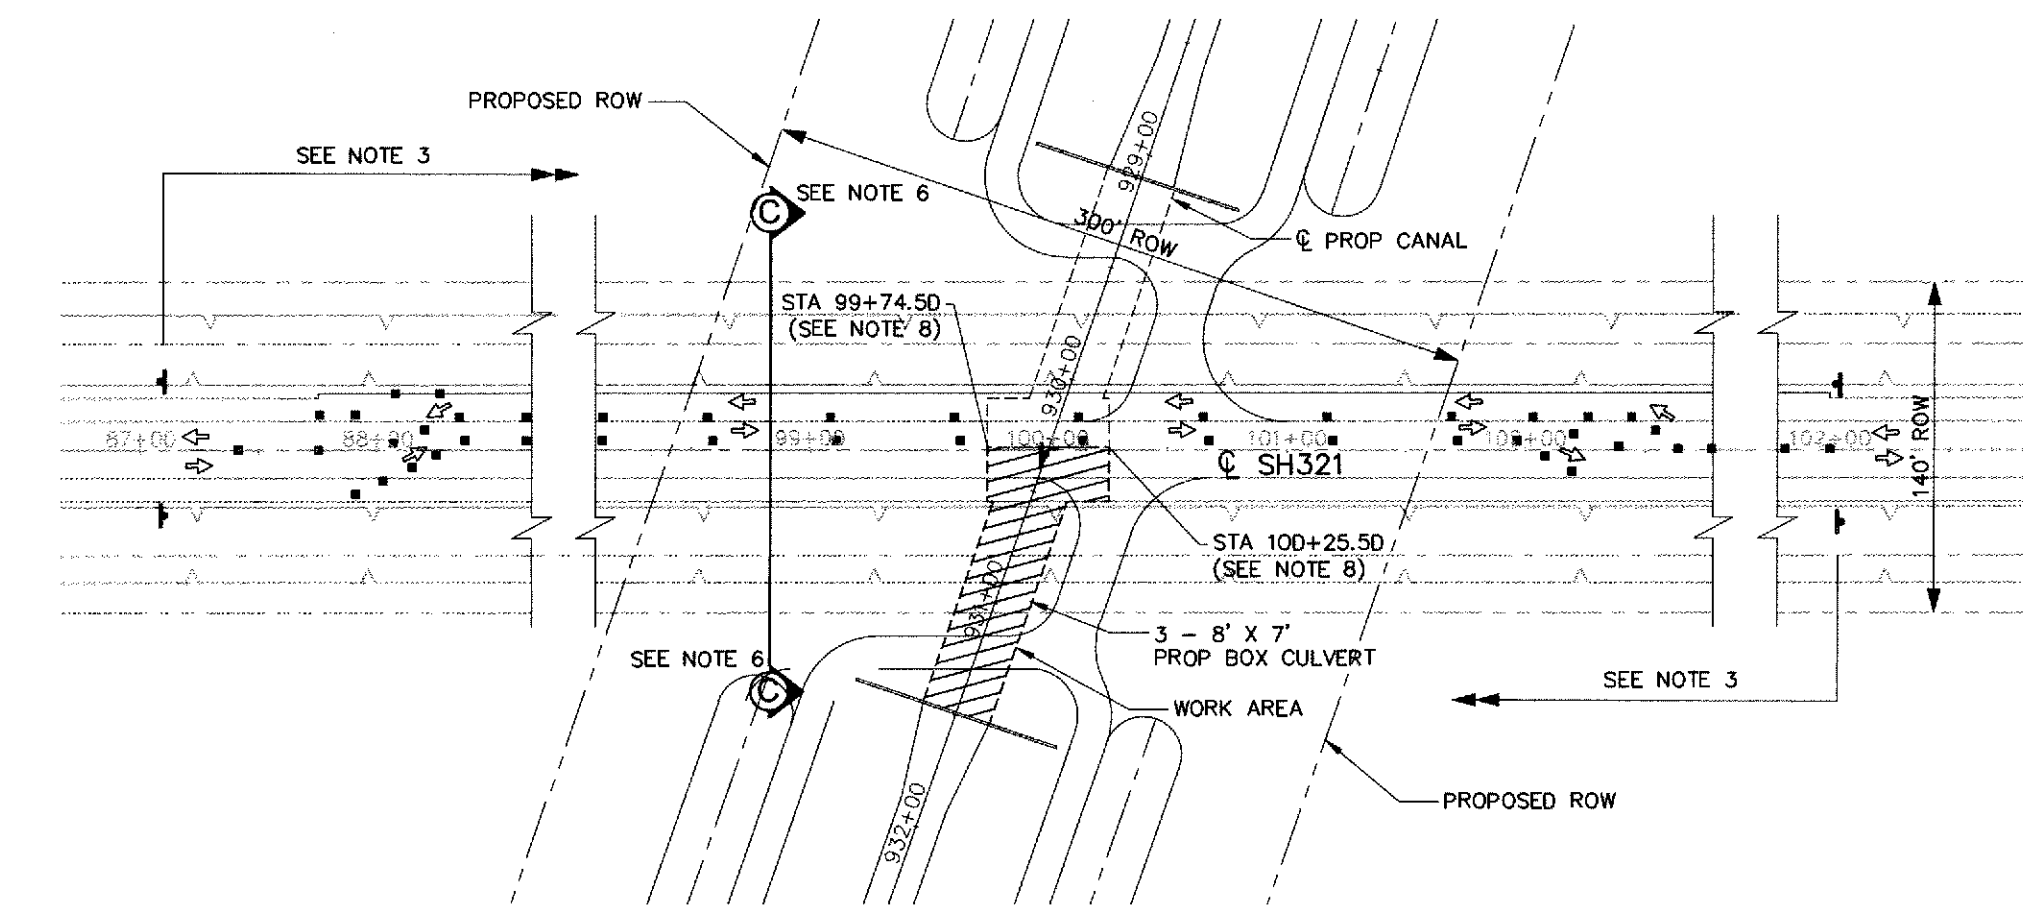 PROPOSED ROW
SEE NOTE 3
SEE NOTE 6
929+00
300' ROW
℄ PROP CANAL
STA 99+74.50
(SEE NOTE 8)
930+00
87+00
88+00
99+00
100+00
101+00
102+00
103+00
℄ SH321
140' ROW
STA 100+25.50
(SEE NOTE 8)
931+00
3 - 8' X 7'
PROP BOX CULVERT
SEE NOTE 6
C
C
WORK AREA
SEE NOTE 3
PROPOSED ROW
932+00